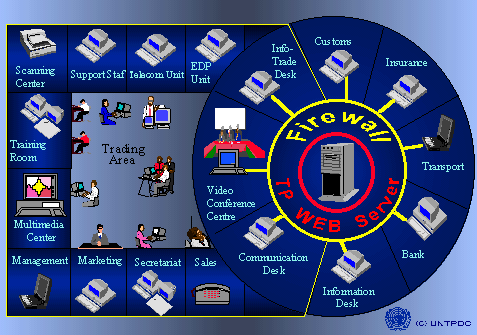 Scanning
Center
Support Staf
Telecom Unit
EDP
Unit
Info-
Trade
Desk
Customs
Insurance
Transport
Bank
Information
Desk
Communication
Desk
Video
Conference
Centre
Firewall
TP WEB Server
Training
Room
Trading
Area
Multimedia
Center
Management
Marketing
Secretariat
Sales
(C) UNTPDC